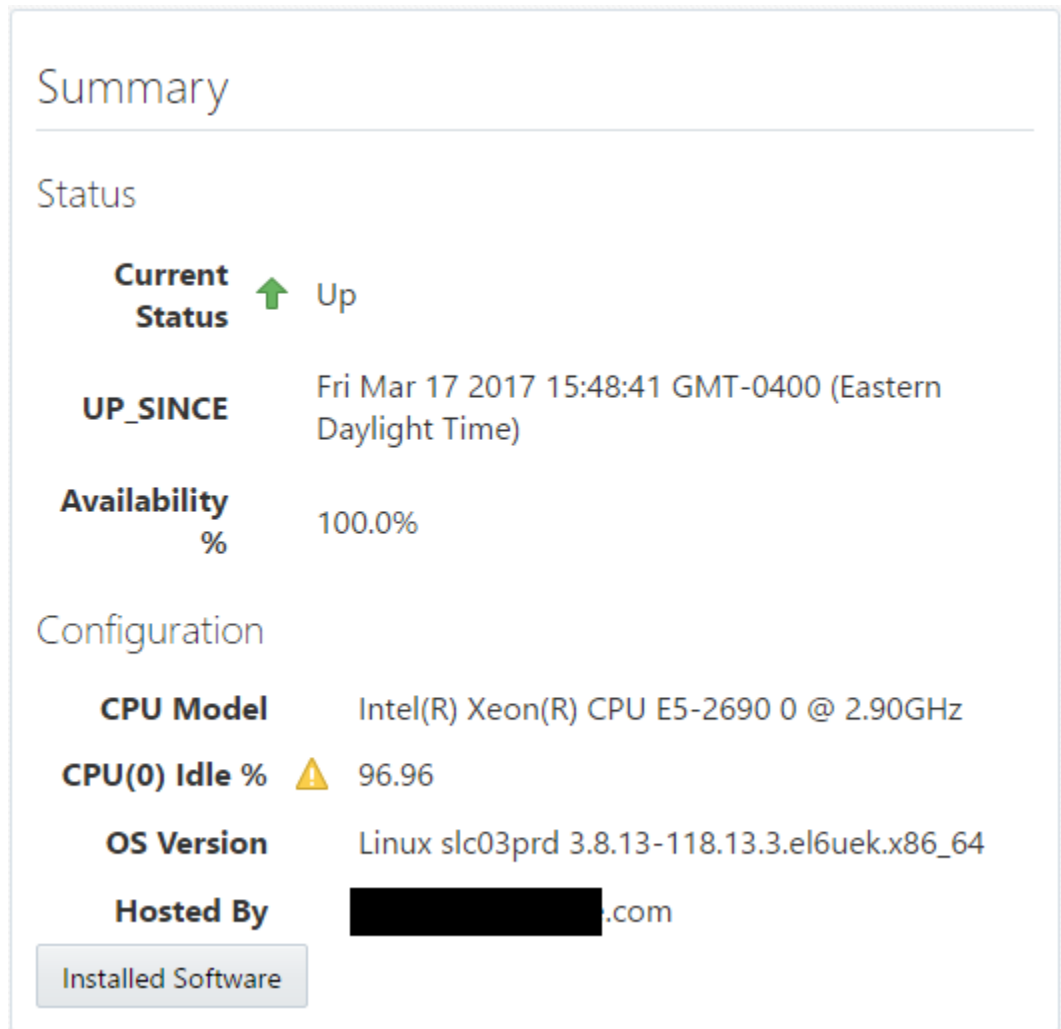 Summary
Status
Current
Status
Up
UP_SINCE
Fri Mar 17 2017 15:48:41 GMT-0400 (Eastern
Daylight Time)
Availability
%
100.0%
Configuration
CPU Model Intel(R) Xeon(R) CPU E5-2690 0 @ 2.90GHz
CPU(0) Idle % 96.96
OS Version Linux slc03prd 3.8.13-118.13.3.el6uek.x86_64
Hosted By .com
Installed Software